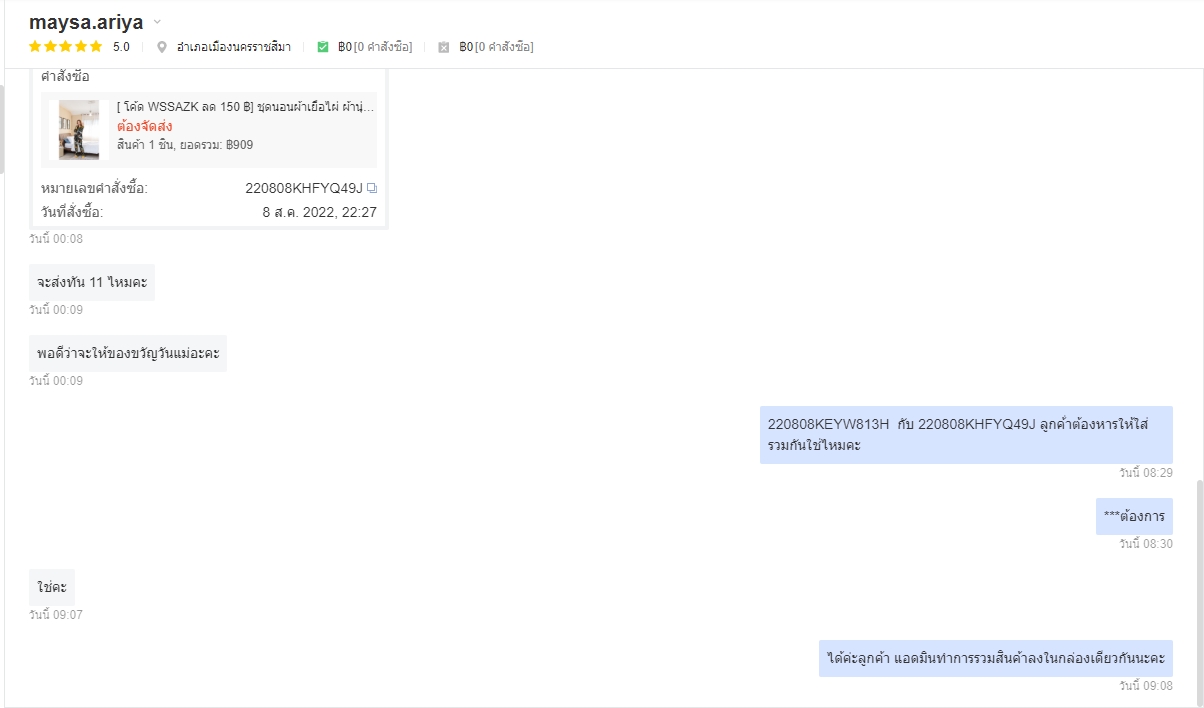 maysa.ariya
5.0 อำเภอเมืองนครราชสีมา ฿0 [0 คำสั่งซื้อ] ฿0 [0 คำสั่งซื้อ]
คำสั่งซื้อ
[ โค้ด WSSAZK ลด 150 ฿] ชุดนอนผ้าเยื่อไผ่ ผ้านุ่...
ต้องจัดส่ง
สินค้า 1 ชิ้น, ยอดรวม: ฿909
หมายเลขคำสั่งซื้อ: 220808KHFYQ49J
วันที่สั่งซื้อ: 8 ส.ค. 2022, 22:27
วันนี้ 00:08
จะส่งทัน 11 ไหมคะ
วันนี้ 00:09
พอดีว่าจะให้ของขวัญวันแม่อะคะ
วันนี้ 00:09
220808KEYW813H กับ 220808KHFYQ49J ลูกค้ำต้องหารให้ใส่
รวมกันใช่ไหมคะ
วันนี้ 08:29
***ต้องการ
วันนี้ 08:30
ใช่คะ
วันนี้ 09:07
ได้ค่ะลูกค้า แอดมินทำการรวมสินค้าลงในกล่องเดียวกันนะคะ
วันนี้ 09:08